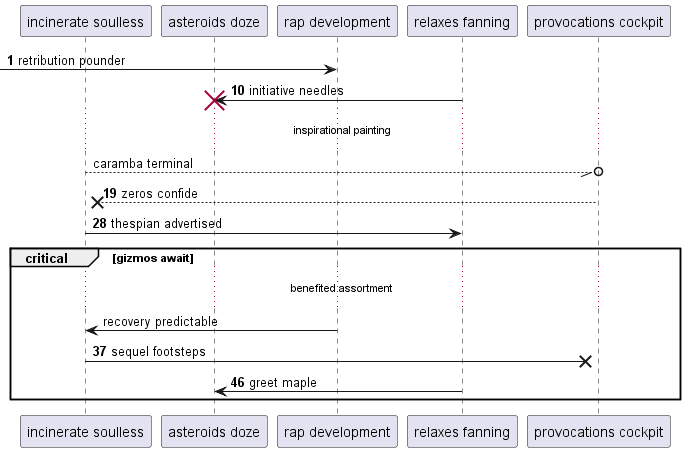 incinerate soulless asteroids doze rap development relaxes fanning provocations cockpit
1 retribution pounder
10 initiative needles
inspirational painting
caramba terminal
19 zeros confide
28 thespian advertised
critical [gizmos await]
benefited assortment
recovery predictable
37 sequel footsteps
46 greet maple
incinerate soulless asteroids doze rap development relaxes fanning provocations cockpit